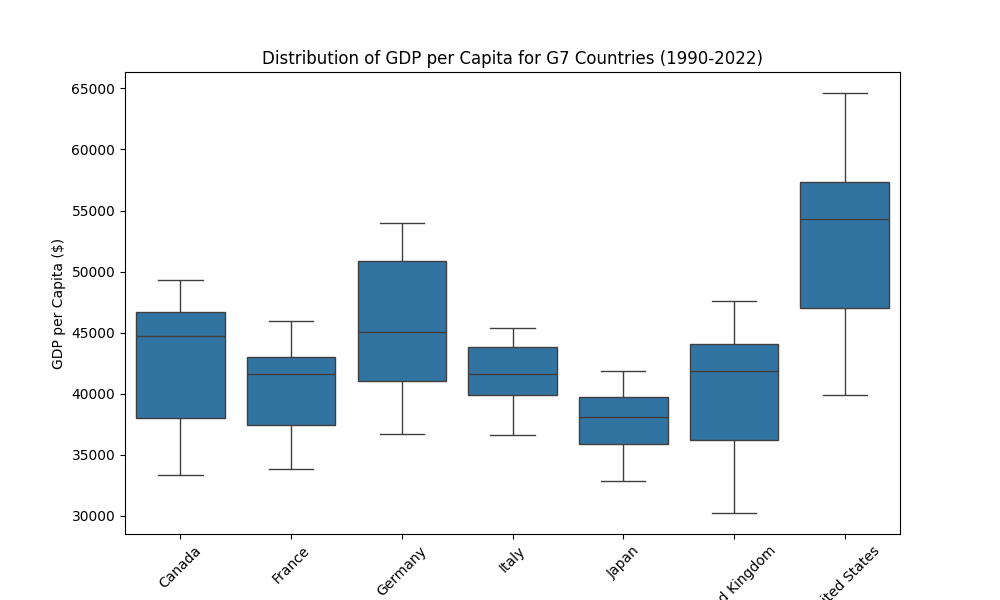 Distribution of GDP per Capita for G7 Countries (1990-2022)
GDP per Capita ($)
65000
60000
55000
50000
45000
40000
35000
30000
Canada
France
Germany
Italy
Japan
d Kingdom
ited States